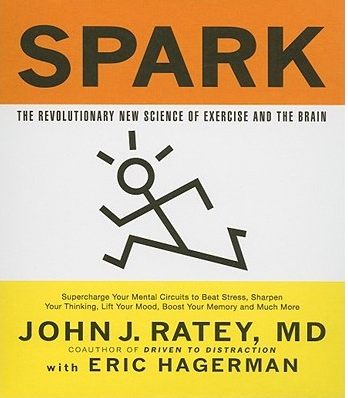 SPARK
THE REVOLUTIONARY NEW SCIENCE OF EXERCISE AND THE BRAIN
Supercharge Your Mental Circuits to Beat Stress, Sharpen
Your Thinking, Lift Your Mood, Boost Your Memory and Much More
JOHN J. RATEY, MD
COAUTHOR OF DRIVEN TO DISTRACTION
with ERIC HAGERMAN